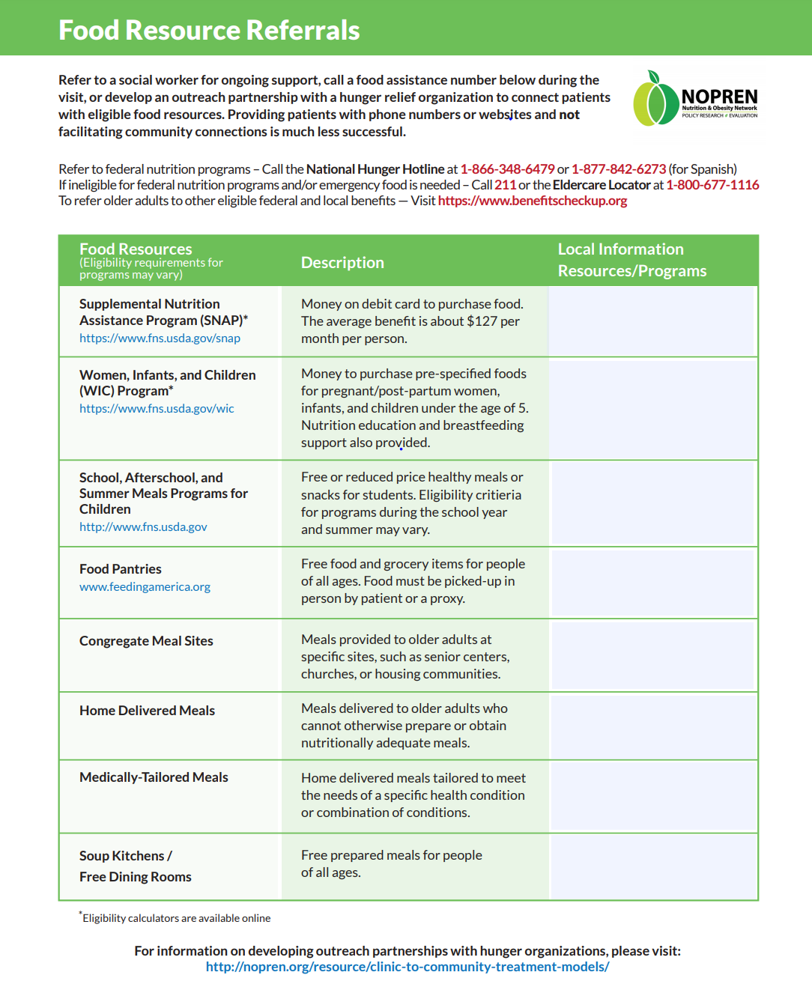 Food Resource Referrals
Refer to a social worker for ongoing support, call a food assistance number below during the
visit, or develop an outreach partnership with a hunger relief organization to connect patients
with eligible food resources. Providing patients with phone numbers or websites and not
facilitating community connections is much less successful.
NOPREN
Nutrition & Obesity Network
POLICY RESEARCH & EVALUATION
Refer to federal nutrition programs – Call the National Hunger Hotline at 1-866-348-6479 or 1-877-842-6273 (for Spanish)
If ineligible for federal nutrition programs and/or emergency food is needed – Call 211 or the Eldercare Locator at 1-800-677-1116
To refer older adults to other eligible federal and local benefits — Visit https://www.benefitscheckup.org
Food Resources
(Eligibility requirements for
programs may vary)
Description
Local Information
Resources/Programs
Supplemental Nutrition
Assistance Program (SNAP)*
https://www.fns.usda.gov/snap
Money on debit card to purchase food.
The average benefit is about $127 per
month per person.
Women, Infants, and Children
(WIC) Program*
https://www.fns.usda.gov/wic
Money to purchase pre-specified foods
for pregnant/post-partum women,
infants, and children under the age of 5.
Nutrition education and breastfeeding
support also provided.
School, Afterschool, and
Summer Meals Programs for
Children
http://www.fns.usda.gov
Free or reduced price healthy meals or
snacks for students. Eligibility critieria
for programs during the school year
and summer may vary.
Food Pantries
www.feedingamerica.org
Free food and grocery items for people
of all ages. Food must be picked-up in
person by patient or a proxy.
Congregate Meal Sites
Meals provided to older adults at
specific sites, such as senior centers,
churches, or housing communities.
Home Delivered Meals
Meals delivered to older adults who
cannot otherwise prepare or obtain
nutritionally adequate meals.
Medically-Tailored Meals
Home delivered meals tailored to meet
the needs of a specific health condition
or combination of conditions.
Soup Kitchens /
Free Dining Rooms
Free prepared meals for people
of all ages.
*Eligibility calculators are available online
For information on developing outreach partnerships with hunger organizations, please visit:
http://nopren.org/resource/clinic-to-community-treatment-models/